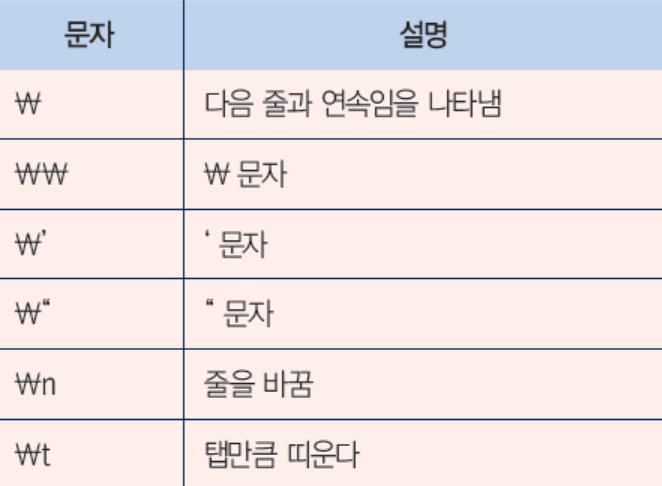 문자 설명
₩ 다음 줄과 연속임을 나타냄
₩₩ ₩ 문자
₩’ ‘ 문자
₩“ “ 문자
₩n 줄을 바꿈
₩t 탭만큼 띠운다